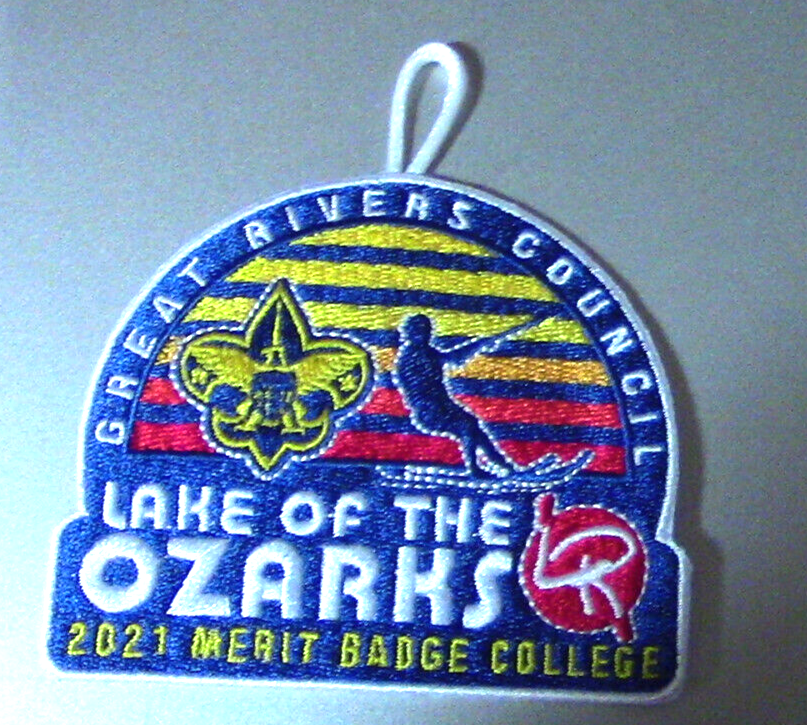 GREAT RIVERS COUNCIL
LAKE OF THE
OZARKS
2021 MERIT BADGE COLLEGE